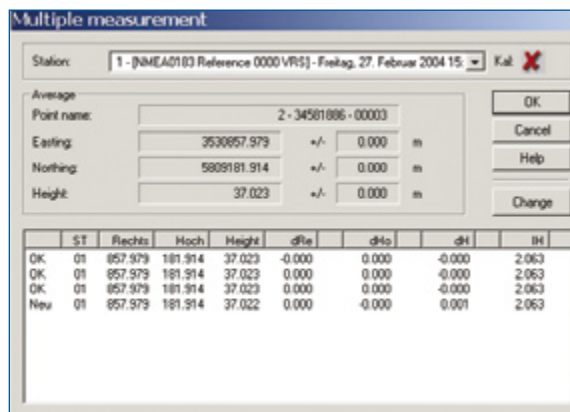 Multiple measurement
Station: 1 - [NMEA0183 Reference 0000 VRS] - Freitag, 27. Februar 2004 15: Kal:
Average
Point name: 2 - 34581886 - 00003
Easting: 3530857.979 +/- 0.000 m
Northing: 5809181.914 +/- 0.000 m
Height: 37.023 +/- 0.000 m
OK
Cancel
Help
Change
ST Rechts Hoch Height dRe dHo dH IH
OK 01 857.979 181.914 37.023 -0.000 0.000 -0.000 2.063
OK 01 857.979 181.914 37.023 0.000 0.000 -0.000 2.063
OK 01 857.979 181.914 37.023 0.000 0.000 -0.000 2.063
Neu 01 857.979 181.914 37.022 0.000 -0.000 0.001 2.063